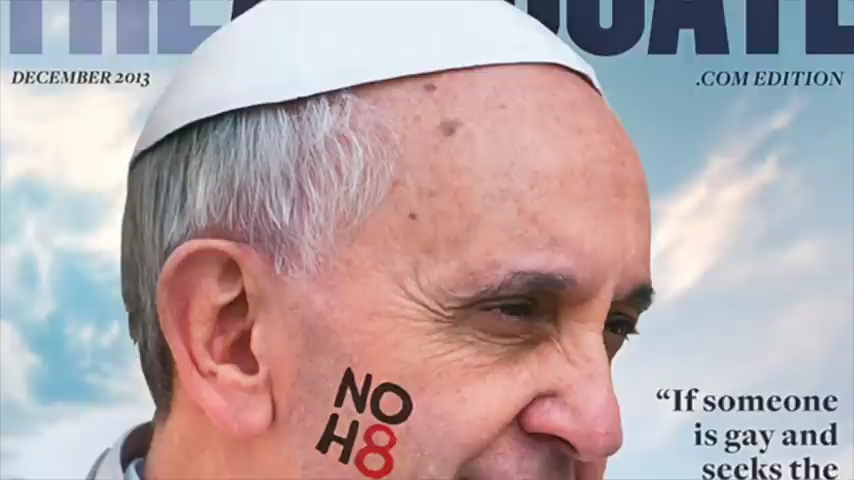 DECEMBER 2013
.COM EDITION
NO
H8
“If someone
is gay and
seeks the